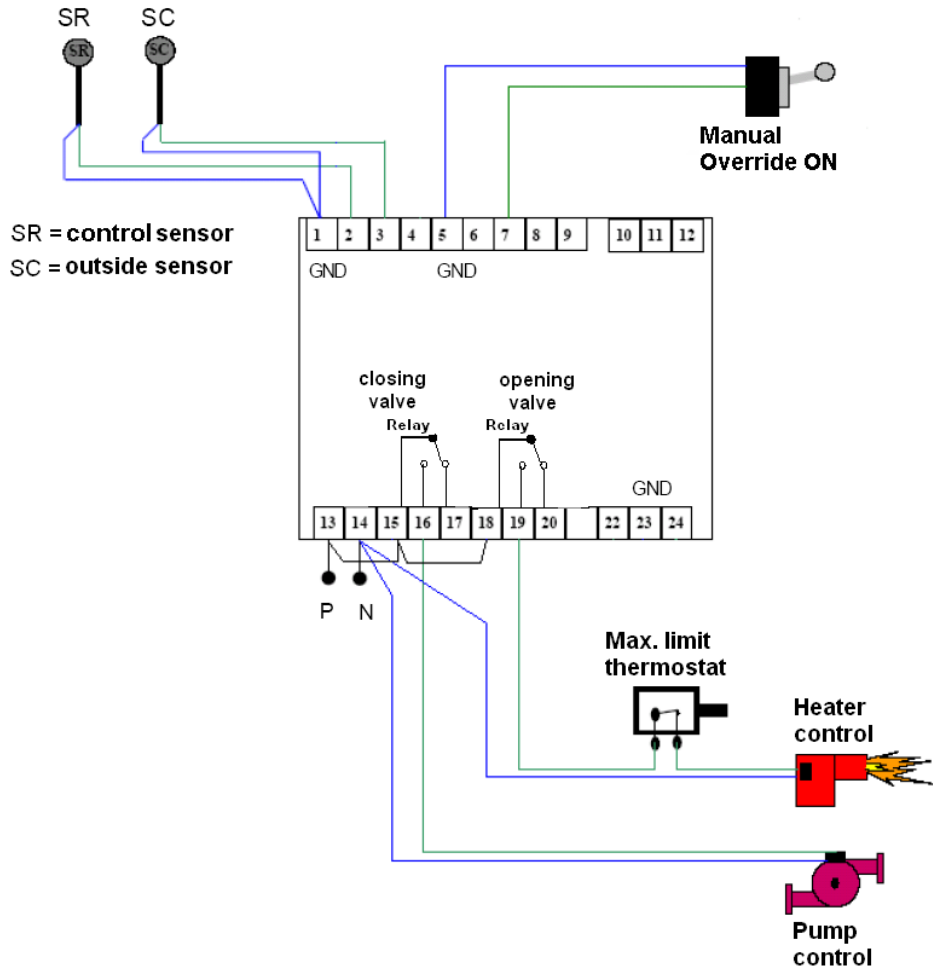 SR SC
SR SC
Manual
Override ON
SR = control sensor
SC = outside sensor
1 2 3 4 5 6 7 8 9 10 11 12
GND GND
closing
valve
opening
valve
Relay Relay
GND
13 14 15 16 17 18 19 20 22 23 24
P N
Max. limit
thermostat
Heater
control
Pump
control